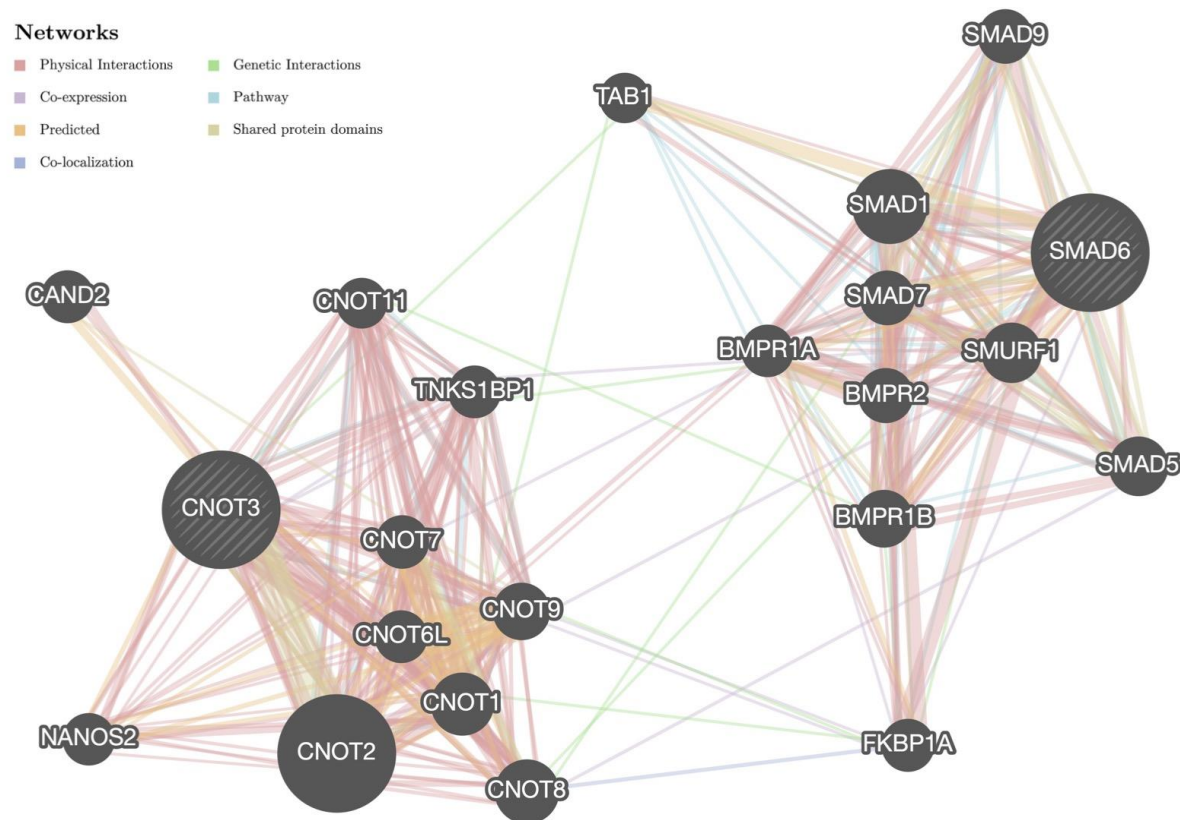 Networks
Physical Interactions
Genetic Interactions
Co-expression
Pathway
Predicted
Shared protein domains
Co-localization
SMAD9
TAB1
SMAD1
SMAD6
CAND2
CNOT11
SMAD7
BMPR1A
SMURF1
TNKS1BP1
BMPR2
SMAD5
CNOT3
BMPR1B
CNOT7
CNOT9
CNOT6L
CNOT1
NANOS2
CNOT2
FKBP1A
CNOT8